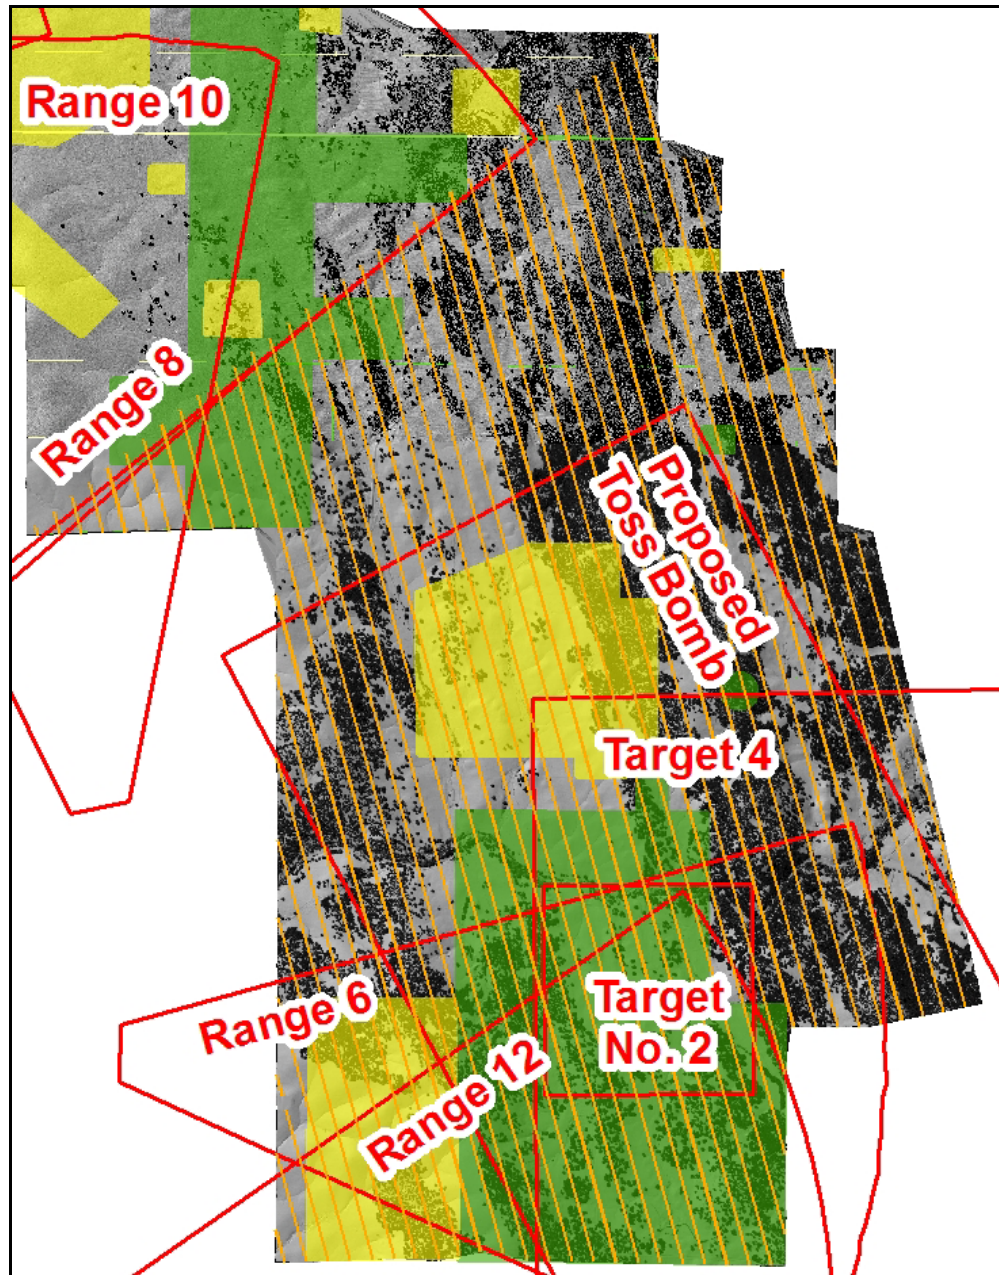 Range 10
Range 8
Proposed
Toss Bomb
Target 4
Range 6
Target
No. 2
Range 12